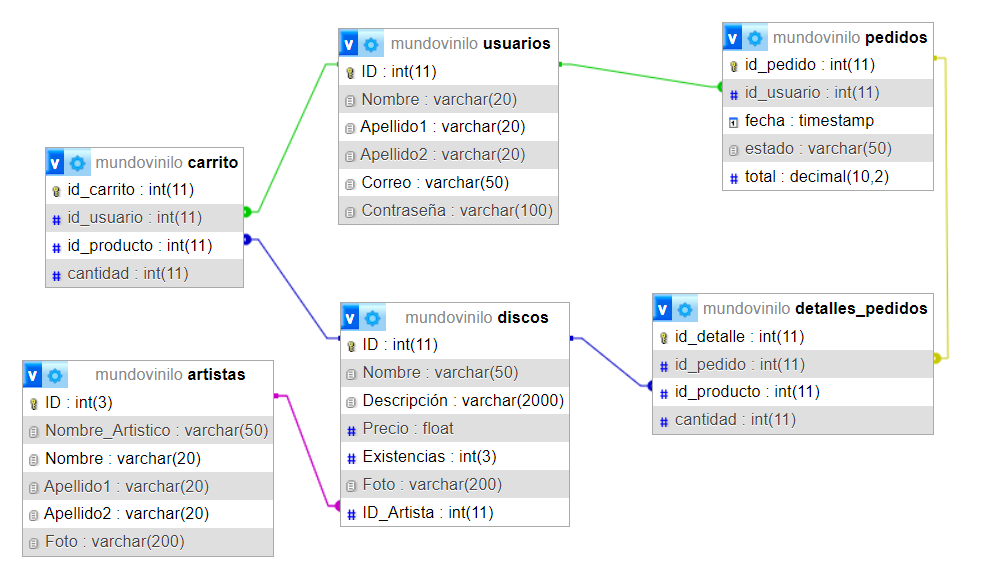 mundovinilo usuarios
ID : int(11)
Nombre : varchar(20)
Apellido1 : varchar(20)
Apellido2 : varchar(20)
Correo : varchar(50)
Contraseña : varchar(100)
mundovinilo pedidos
id_pedido : int(11)
id_usuario : int(11)
fecha : timestamp
estado : varchar(50)
total : decimal(10,2)
mundovinilo carrito
id_carrito : int(11)
id_usuario : int(11)
id_producto : int(11)
cantidad : int(11)
mundovinilo discos
ID : int(11)
Nombre : varchar(50)
Descripción : varchar(2000)
Precio : float
Existencias : int(3)
Foto : varchar(200)
ID_Artista : int(11)
mundovinilo detalles_pedidos
id_detalle : int(11)
id_pedido : int(11)
id_producto : int(11)
cantidad : int(11)
mundovinilo artistas
ID : int(3)
Nombre_Artistico : varchar(50)
Nombre : varchar(20)
Apellido1 : varchar(20)
Apellido2 : varchar(20)
Foto : varchar(200)